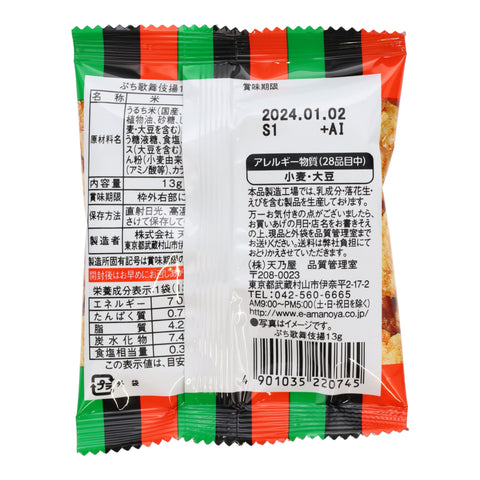 ぷち歌舞伎揚1
名称 米
原材料名
うるち米(国産、
植物油、砂糖、し
麦・大豆を含む)
う糖液糖、食塩
ス(大豆を含む
ん粉(小麦由来
(アミノ酸等)、カ
内容量 13g
賞味期限 枠外右部に
保存方法 直射日光、高温
さけて保存して
製造者 株式会社 天乃
東京都武蔵村山市伊
製造所固有記号は賞味期限の
開封後はお早めにお召しあ
栄養成分表示 1袋(1
エネルギー 7
たんぱく質 0.7
脂質 4.2
炭水化物 7.4
食塩相当量 0.3
この表示値は、目安
プラ 外袋
賞味期限
2024.01.02
S1 +AI
アレルギー物質(28品目中)
小麦・大豆
本品製造工場では、乳成分・落花生・
えびを含む製品を生産しております。
万一お気付きの点がございましたら、
お買いあげの月日・店名をお書きそえ
の上、現品と外袋を品質管理室まで
お送りください。送料は弊社負担にて
おとりかえさせていただきます。
(株)天乃屋 品質管理室
〒208-0023
東京都武蔵村山市伊奈平2-17-2
TEL:042-560-6665
AM9:00〜PM5:00(土・日・祝日を除く)
http://www.e-amanoya.co.jp/
●写真はイメージです。
ぷち歌舞伎揚13g
4 901035 220745